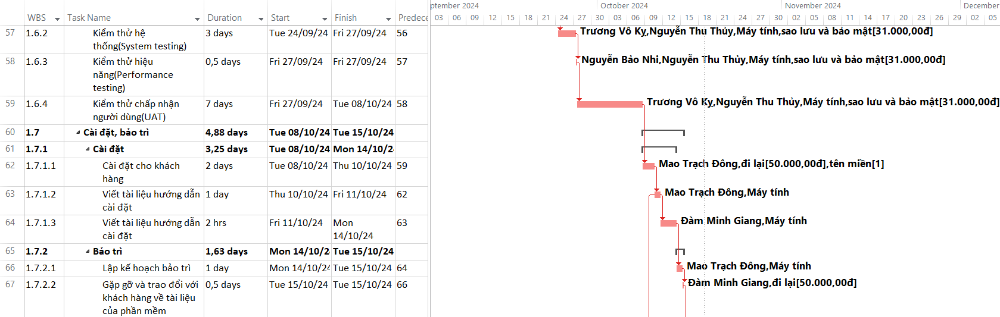 ptember 2024 October 2024 November 2024 December
WBS Task Name Duration Start Finish Predece 03 06 09 12 15 18 21 24 27 30 03 06 09 12 15 18 21 24 27 30 02 05 08 11 14 17 20 23 26 29 02 05
57 1.6.2 Kiểm thử hệ 3 days Tue 24/09/24 Fri 27/09/24 56 Trương Vô Kỵ,Nguyễn Thu Thủy,Máy tính,sao lưu và bảo mật[31.000,00đ]
thống(System testing)
58 1.6.3 Kiểm thử hiệu 0,5 days Fri 27/09/24 Fri 27/09/24 57 Nguyễn Bảo Nhi,Nguyễn Thu Thủy,Máy tính,sao lưu và bảo mật[31.000,00đ]
năng(Performance
testing)
59 1.6.4 Kiểm thử chấp nhận 7 days Fri 27/09/24 Tue 08/10/24 58 Trương Vô Kỵ,Nguyễn Thu Thủy,Máy tính,sao lưu và bảo mật[31.000,00đ]
người dùng(UAT)
60 1.7 Cài đặt, bảo trì 4,88 days Tue 08/10/24 Tue 15/10/24
61 1.7.1 Cài đặt 3,25 days Tue 08/10/24 Mon 14/10/2
62 1.7.1.1 Cài đặt cho khách 2 days Tue 08/10/24 Thu 10/10/24 59 Mao Trạch Đông,đi lại[50.000,00đ],tên miền[1]
hàng
63 1.7.1.2 Viết tài liệu hướng dẫn 1 day Thu 10/10/24 Fri 11/10/24 62 Mao Trạch Đông,Máy tính
cài đặt
64 1.7.1.3 Viết tài liệu hướng dẫn 2 hrs Fri 11/10/24 Mon 63 Đàm Minh Giang,Máy tính
cài đặt 14/10/24
65 1.7.2 Bảo trì 1,63 days Mon 14/10/2 Tue 15/10/24
66 1.7.2.1 Lập kế hoạch bảo trì 1 day Mon 14/10/24 Tue 15/10/24 64 Mao Trạch Đông,Máy tính
67 1.7.2.2 Gặp gỡ và trao đổi với 0,5 days Tue 15/10/24 Tue 15/10/24 66 Đàm Minh Giang,đi lại[50.000,00đ]
khách hàng về tài liệu
của phần mềm